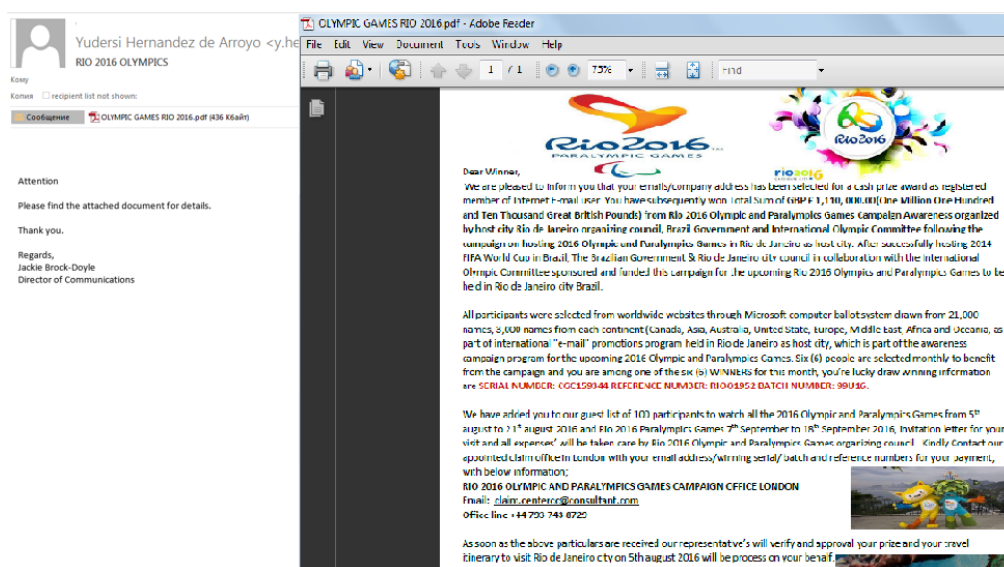 Yudersi Hernandez de Arroyo <y.he
RIO 2016 OLYMPICS
Кому
Копия recipient list not shown:
Сообщение OLYMPIC GAMES RIO 2016.pdf (436 Кбайт)
Attention
Please find the attached document for details.
Thank you.
Regards,
Jackie Brock-Doyle
Director of Communications
OLYMPIC GAMES RIO 2016.pdf - Adobe Reader
File Edit View Document Tools Window Help
1 / 1 75% Find
Rio2016
PARALYMPIC GAMES
Rio2016
rio2016
Dear Winner,
We are pleased to inform you that your emails/company address has been selected for a cash prize award as registered
member of Internet E-mail user. You have subsequently won Total Sum of GBP £ 1,110, 000.00(One Million One Hundred
and Ten Thousand Great British Pounds) from Rio 2016 Olympic and Paralympics Games Campaign Awareness organized
by host city Rio de Janeiro organizing council, Brazil Government and International Olympic Committee following the
campaign on hosting 2016 Olympic and Paralympics Games in Rio de Janeiro as host city. After successfully hosting 2014
FIFA World Cup in Brazil, The Brazilian Government & Rio de Janeiro city council in collaboration with the International
Olympic Committee sponsored and funded this campaign for the upcoming Rio 2016 Olympics and Paralympics Games to be
held in Rio de Janeiro city Brazil.
All participants were selected from worldwide websites through Microsoft computer ballot system drawn from 21,000
names, 3,000 names from each continent (Canada, Asia, Australia, United State, Europe, Middle East, Africa and Oceania, as
part of international "e-mail" promotions program held in Rio de Janeiro as host city, which is part of the awareness
campaign program for the upcoming 2016 Olympic and Paralympics Games. Six (6) people are selected monthly to benefit
from the campaign and you are among one of the six (6) WINNERS for this month, you're lucky draw winning information
are SERIAL NUMBER: REFERENCE NUMBER: BATCH NUMBER:
We have added you to our guest list of 100 participants to watch all the 2016 Olympic and Paralympics Games from 5th
august to 21st august 2016 and Rio 2016 Paralympics Games 7th September to 18th September 2016, Invitation letter for your
visit and all expenses' will be taken care by Rio 2016 Olympic and Paralympics Games organizing council. Kindly Contact our
appointed claim office in London with your email address/winning serial/ batch and reference numbers for your payment,
with below information;
RIO 2016 OLYMPIC AND PARALYMPICS GAMES CAMPAIGN OFFICE LONDON
Email: claim.centercc@consultant.com
Office line +44 793 743 8729
As soon as the above particulars are received our representative's will verify and approval your prize and your travel
itinerary to visit Rio de Janeiro city on 5th august 2016 will be process on your behalf.